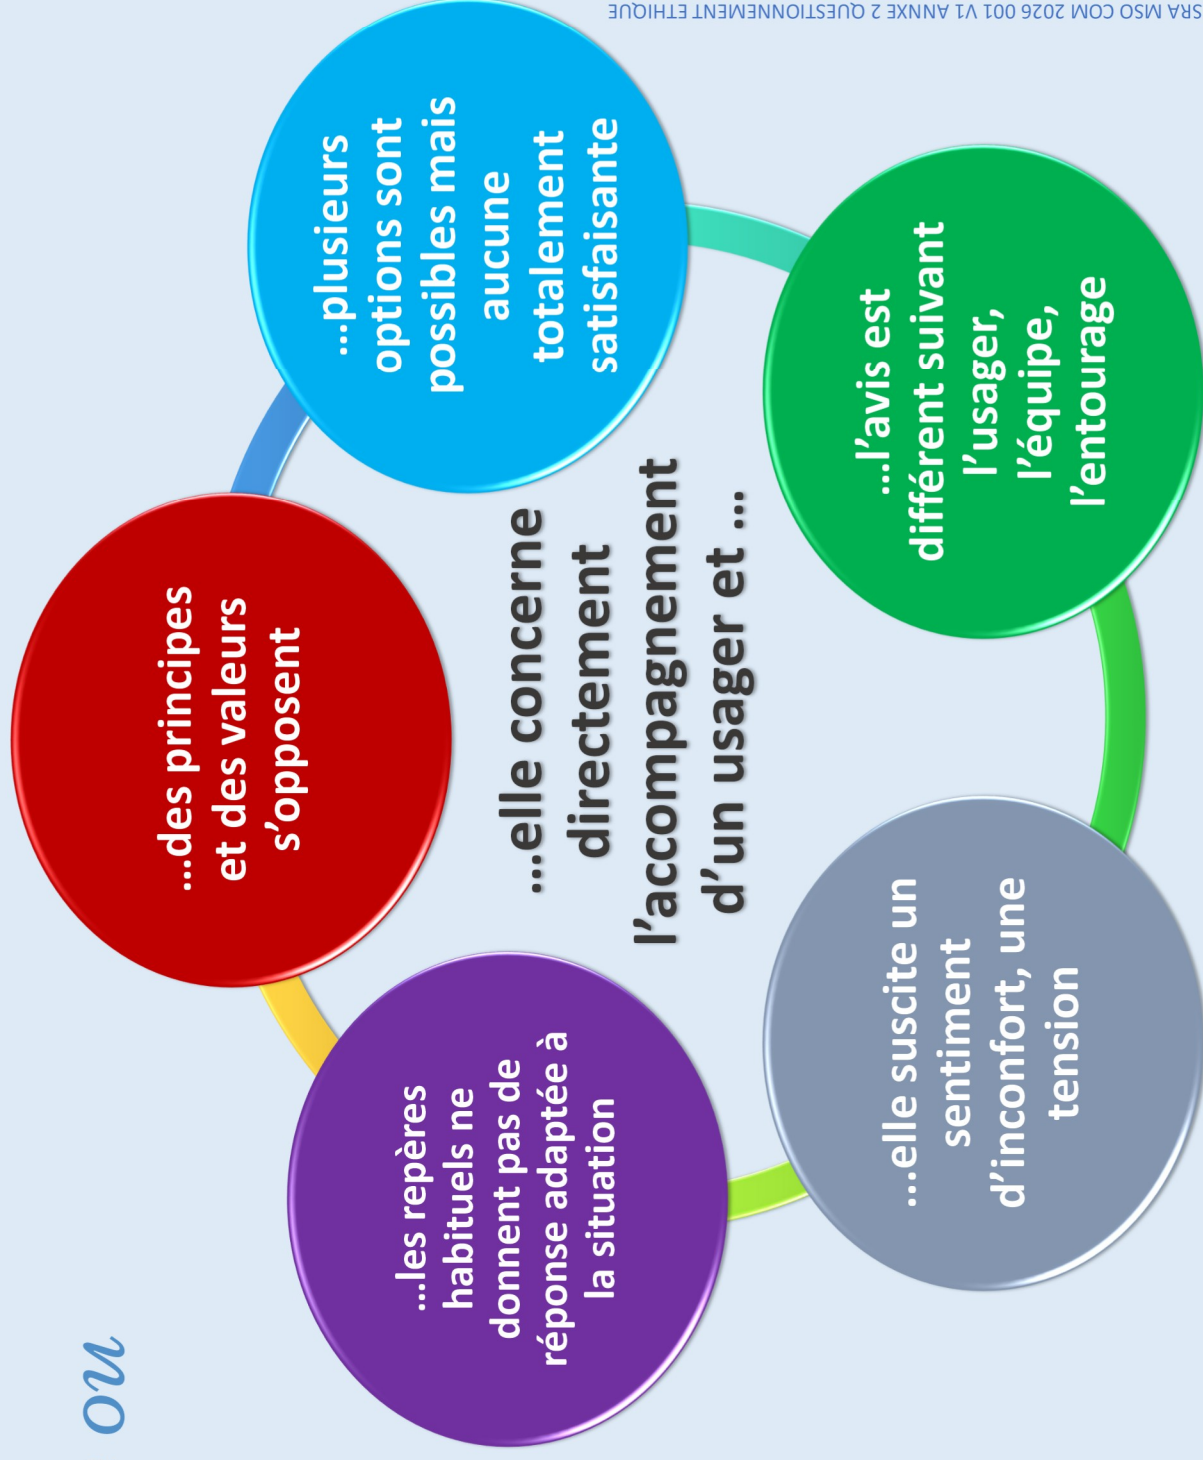 ou
...des principes
et des valeurs
s'opposent
...plusieurs
options sont
possibles mais
aucune
totalement
satisfaisante
...l'avis est
différent suivant
l'usager,
l'équipe,
l'entourage
...elle suscite un
sentiment
d'inconfort, une
tension
...les repères
habituels ne
donnent pas de
réponse adaptée à
la situation
...elle concerne
directement
l'accompagnement
d'un usager et ...
SRA MSO COM 2026 001 V1 ANNXE 2 QUESTIONNEMENT ETHIQUE